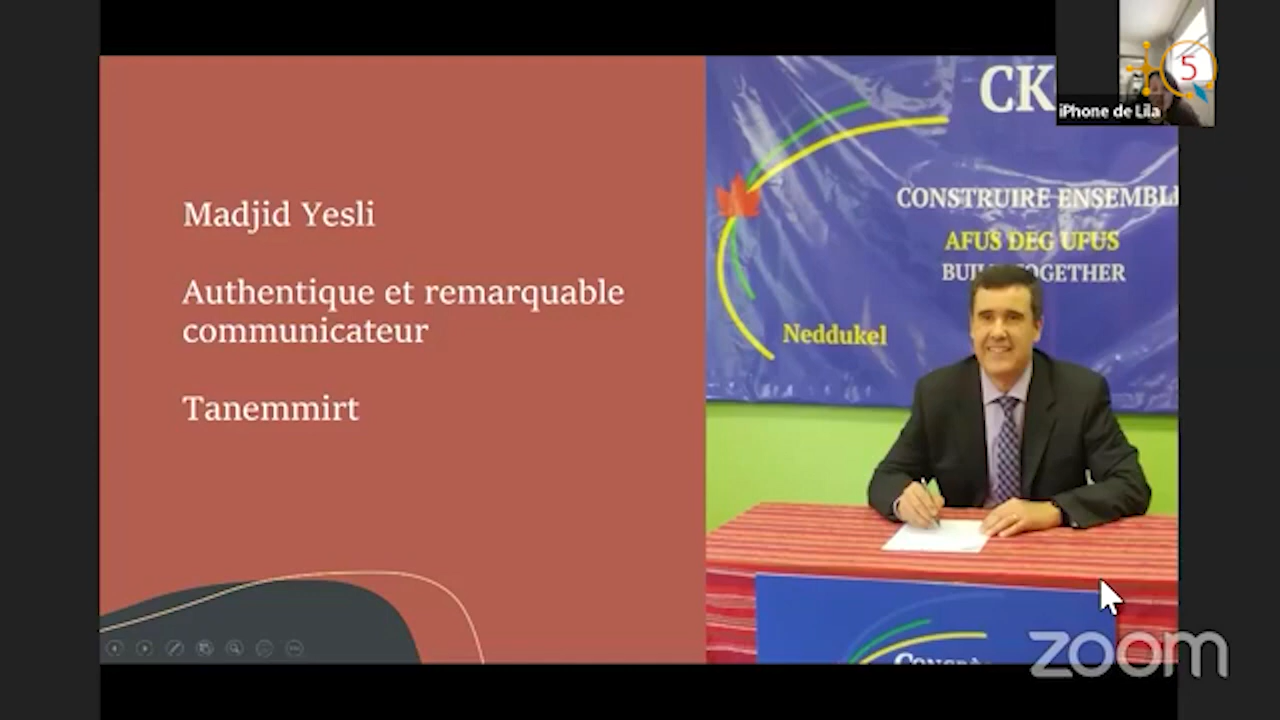 Madjid Yesli
Authentique et remarquable
communicateur
Tanemmirt
CK
CONSTRUIRE ENSEMBL
AFUS DEG UFUS
BUIL TOGETHER
Neddukel
5
iPhone de Lila
zoom